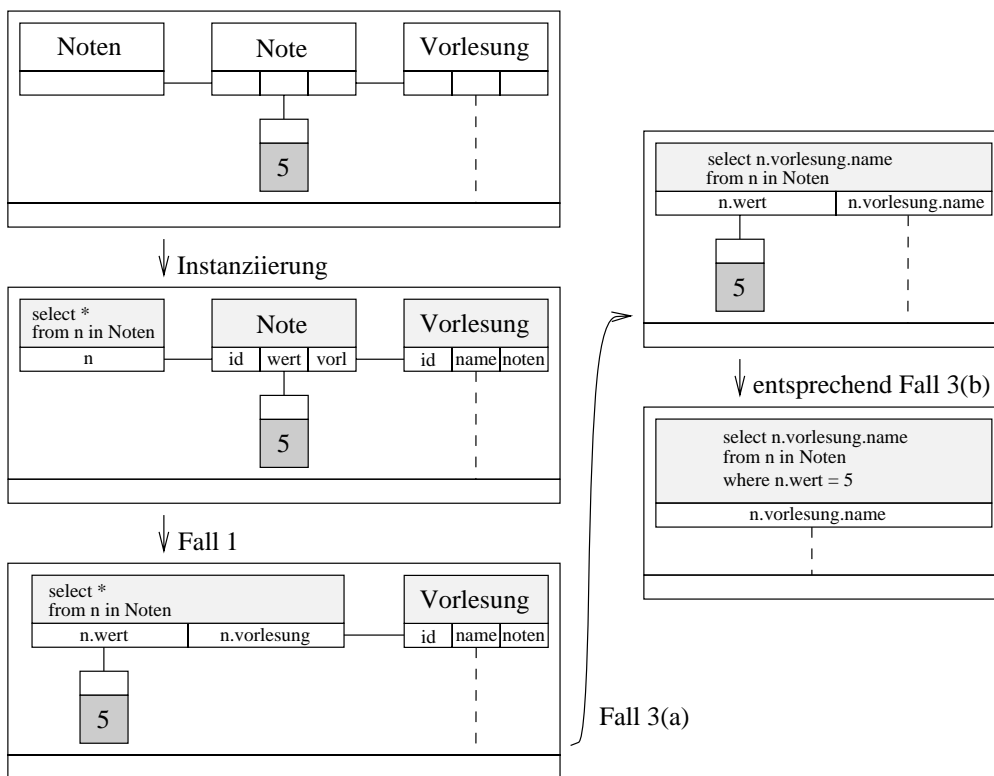 Noten
Note
Vorlesung
5
Instanziierung
select *
from n in Noten
n
Note
id wert vorl
Vorlesung
id name noten
5
Fall 1
select *
from n in Noten
n.wert n.vorlesung
Vorlesung
id name noten
5
Fall 3(a)
select n.vorlesung.name
from n in Noten
n.wert n.vorlesung.name
5
entsprechend Fall 3(b)
select n.vorlesung.name
from n in Noten
where n.wert = 5
n.vorlesung.name